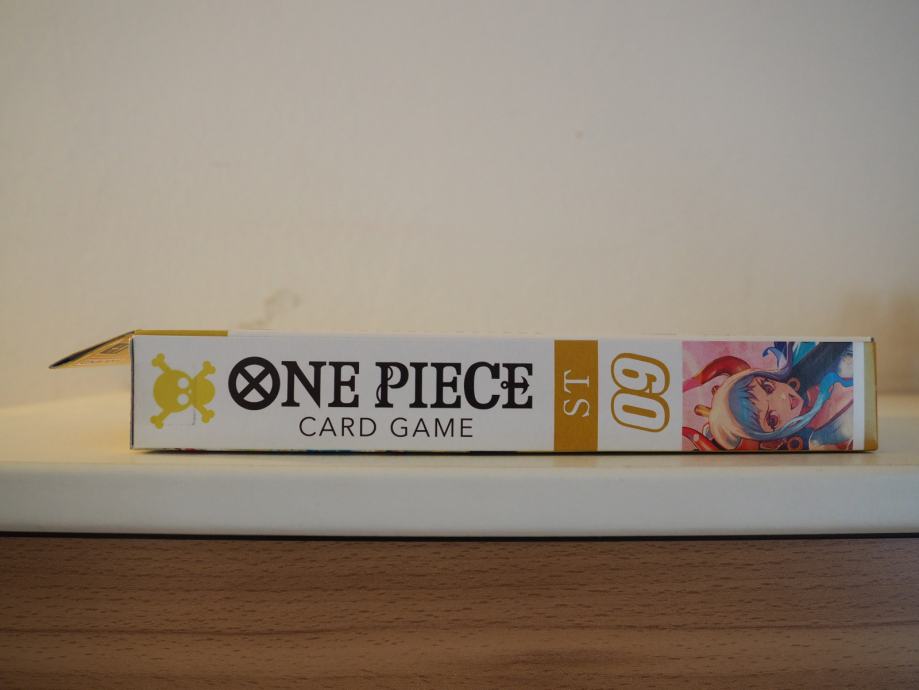 ONE PIECE
CARD GAME
ST
09